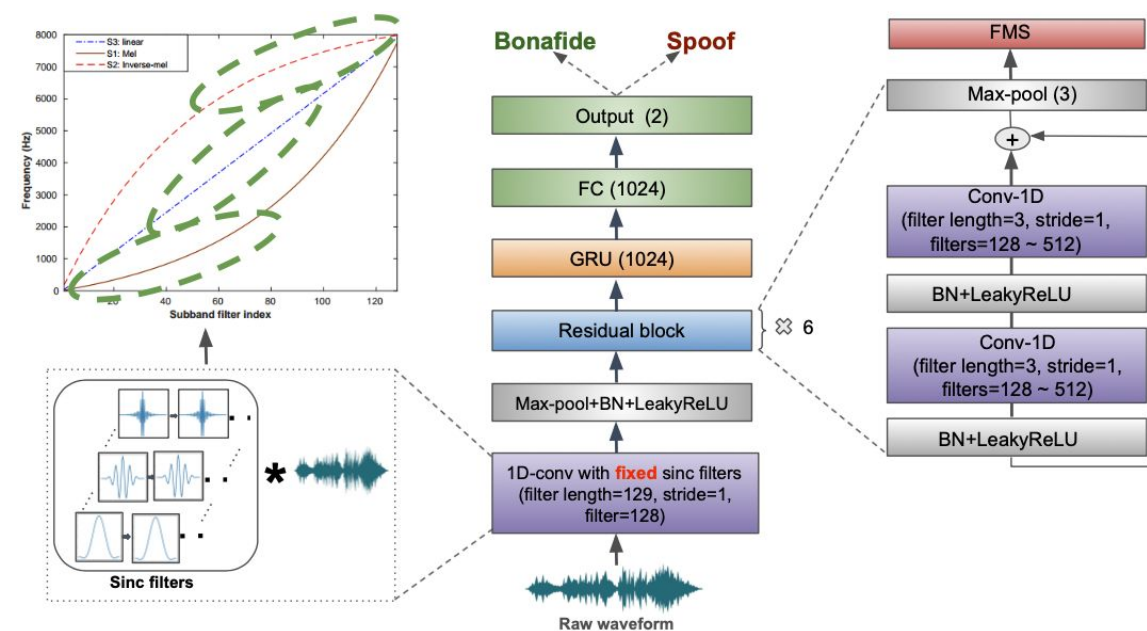 8000
7000
6000
5000
4000
3000
2000
1000
0
Frequency (Hz)
S3: linear
S1: Mel
S2: Inverse-mel
20
40
60
80
100
120
Subband filter index
Sinc filters
*
Bonafide
Spoof
Output (2)
FC (1024)
GRU (1024)
Residual block
6
Max-pool+BN+LeakyReLU
1D-conv with fixed sinc filters
(filter length=129, stride=1,
filter=128)
Raw waveform
FMS
Max-pool (3)
+
Conv-1D
(filter length=3, stride=1,
filters=128 ~ 512)
BN+LeakyReLU
Conv-1D
(filter length=3, stride=1,
filters=128 ~ 512)
BN+LeakyReLU